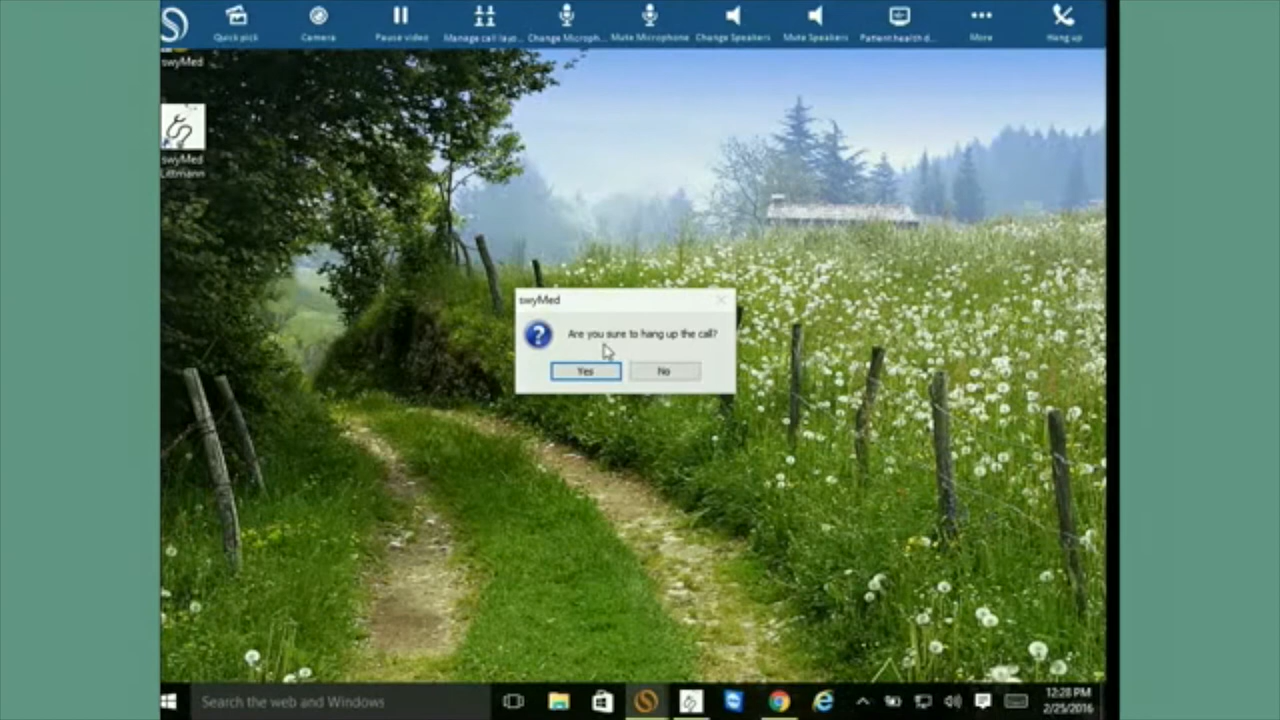 Quick pick
Camera
Pause video
Manage call layo...
Change Microph...
Mute Microphone
Change Speakers
Mute Speakers
Patient health d...
More
Hang up
swyMed
swyMed
Littmann
swyMed
Are you sure to hang up the call?
Yes
No
Search the web and Windows
12:28 PM
2/25/2016